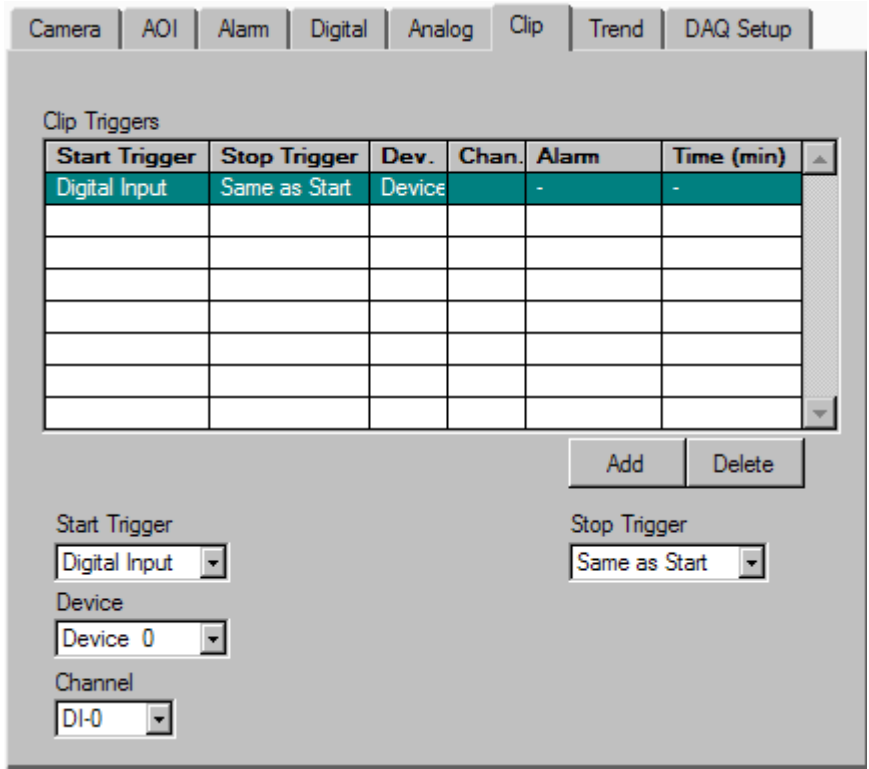 Camera AOI Alarm Digital Analog Clip Trend DAQ Setup
Clip Triggers
Start Trigger Stop Trigger Dev. Chan. Alarm Time (min)
Digital Input Same as Start Device - -
Add Delete
Start Trigger Stop Trigger
Digital Input Same as Start
Device
Device 0
Channel
DI-0